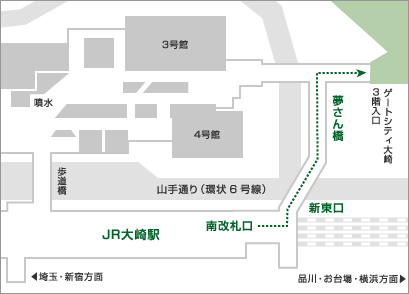 3号館
噴水
4号館
夢さん橋
ゲートシティ大崎
3階入口
歩道橋
山手通り（環状6号線）
新東口
南改札口
JR大崎駅
◀埼玉・新宿方面
品川・お台場・横浜方面▶